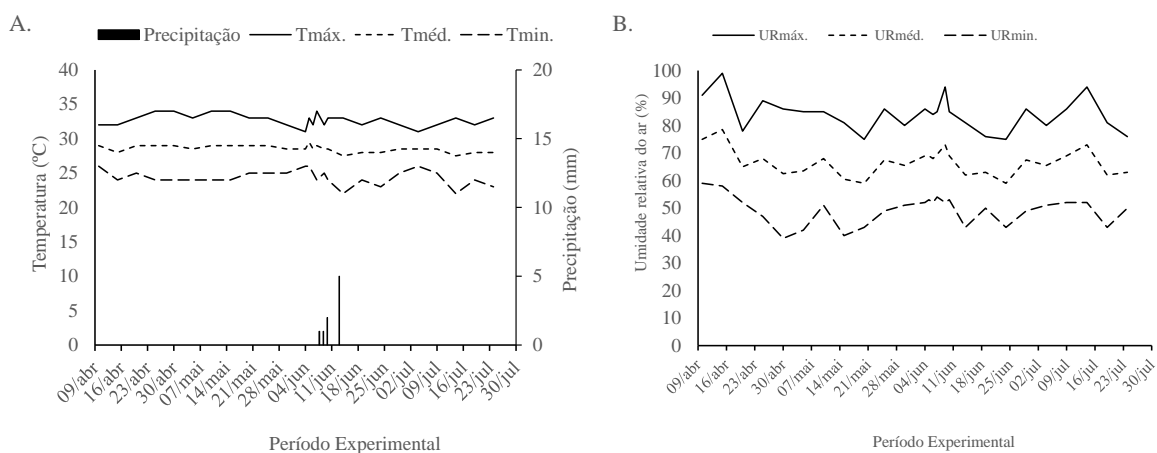 A.
Precipitação Tmáx. Tméd. Tmin.
Temperatura (ºC)
40
35
30
25
20
15
10
5
0
20
15
10
5
0
Precipitação (mm)
09/abr 16/abr 23/abr 30/abr 07/mai 14/mai 21/mai 28/mai 04/jun 11/jun 18/jun 25/jun 02/jul 09/jul 16/jul 23/jul 30/jul
Período Experimental
B.
URmáx. URméd. URmin.
Umidade relativa do ar (%)
100
90
80
70
60
50
40
30
20
10
0
09/abr 16/abr 23/abr 30/abr 07/mai 14/mai 21/mai 28/mai 04/jun 11/jun 18/jun 25/jun 02/jul 09/jul 16/jul 23/jul 30/jul
Período Experimental